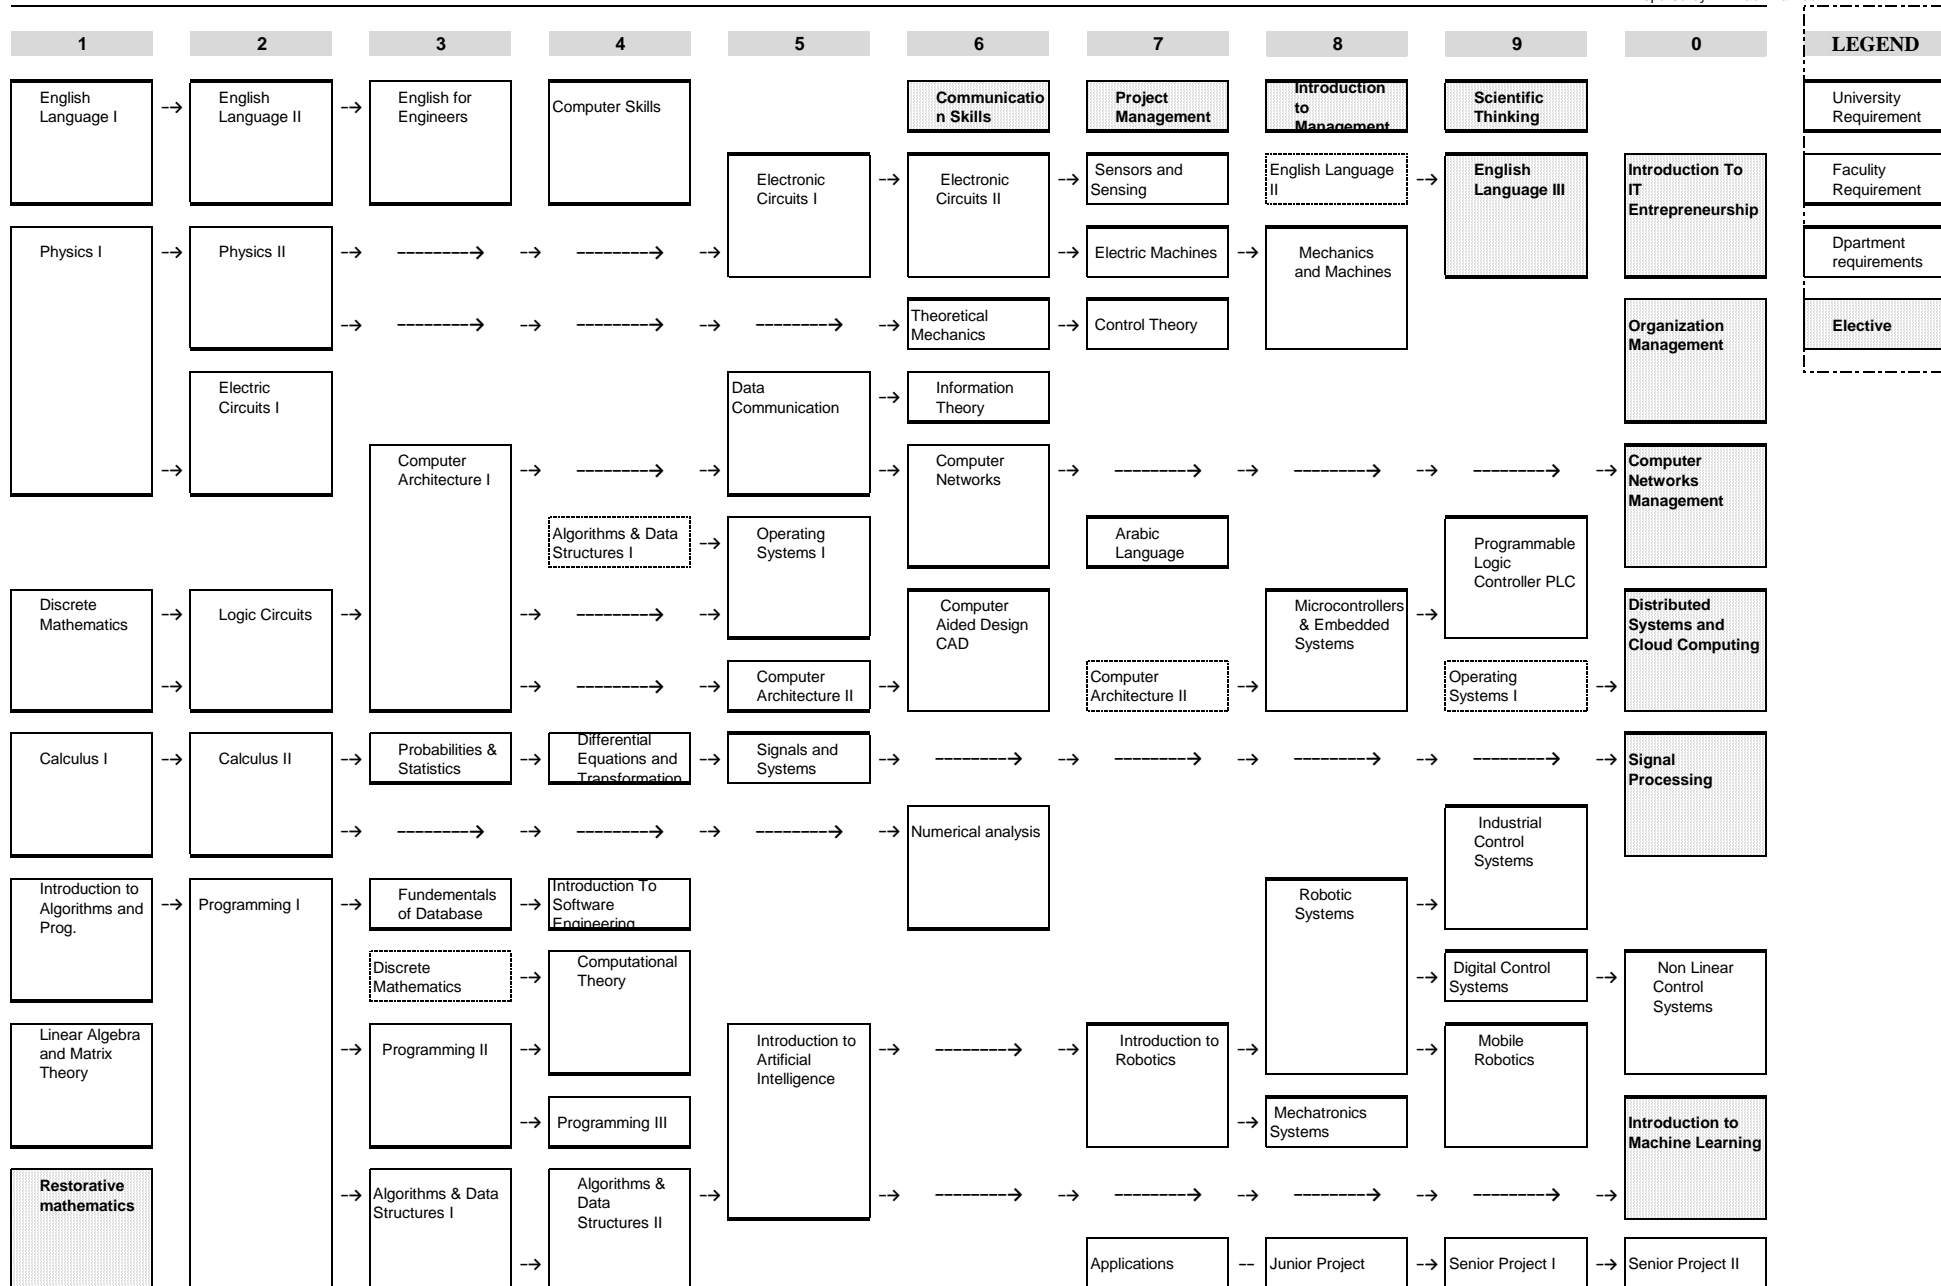 1 2 3 4 5 6 7 8 9 0 LEGEND
English
Language I
English
Language II
English for
Engineers
Computer Skills
Communicatio
n Skills
Project
Management
Introduction
to
Management
Scientific
Thinking
University
Requirement
Electronic
Circuits I
Electronic
Circuits II
Sensors and
Sensing
English Language
II
English
Language III
Introduction To
IT
Entrepreneurship
Faculity
Requirement
Physics I
Physics II
Electric Machines
Mechanics
and Machines
Dpartment
requirements
Theoretical
Mechanics
Control Theory
Organization
Management
Elective
Electric
Circuits I
Data
Communication
Information
Theory
Computer
Architecture I
Computer
Networks
Computer
Networks
Management
Algorithms & Data
Structures I
Operating
Systems I
Arabic
Language
Programmable
Logic
Controller PLC
Discrete
Mathematics
Logic Circuits
Computer
Aided Design
CAD
Microcontrollers
& Embedded
Systems
Distributed
Systems and
Cloud Computing
Computer
Architecture II
Computer
Architecture II
Operating
Systems I
Calculus I
Calculus II
Probabilities &
Statistics
Differential
Equations and
Transformation
Signals and
Systems
Signal
Processing
Numerical analysis
Industrial
Control
Systems
Introduction to
Algorithms and
Prog.
Programming I
Fundementals
of Database
Introduction To
Software
Engineering
Robotic
Systems
Discrete
Mathematics
Computational
Theory
Digital Control
Systems
Non Linear
Control
Systems
Linear Algebra
and Matrix
Theory
Programming II
Introduction to
Artificial
Intelligence
Introduction to
Robotics
Mobile
Robotics
Programming III
Mechatronics
Systems
Introduction to
Machine Learning
Restorative
mathematics
Algorithms & Data
Structures I
Algorithms &
Data
Structures II
Applications
Junior Project
Senior Project I
Senior Project II